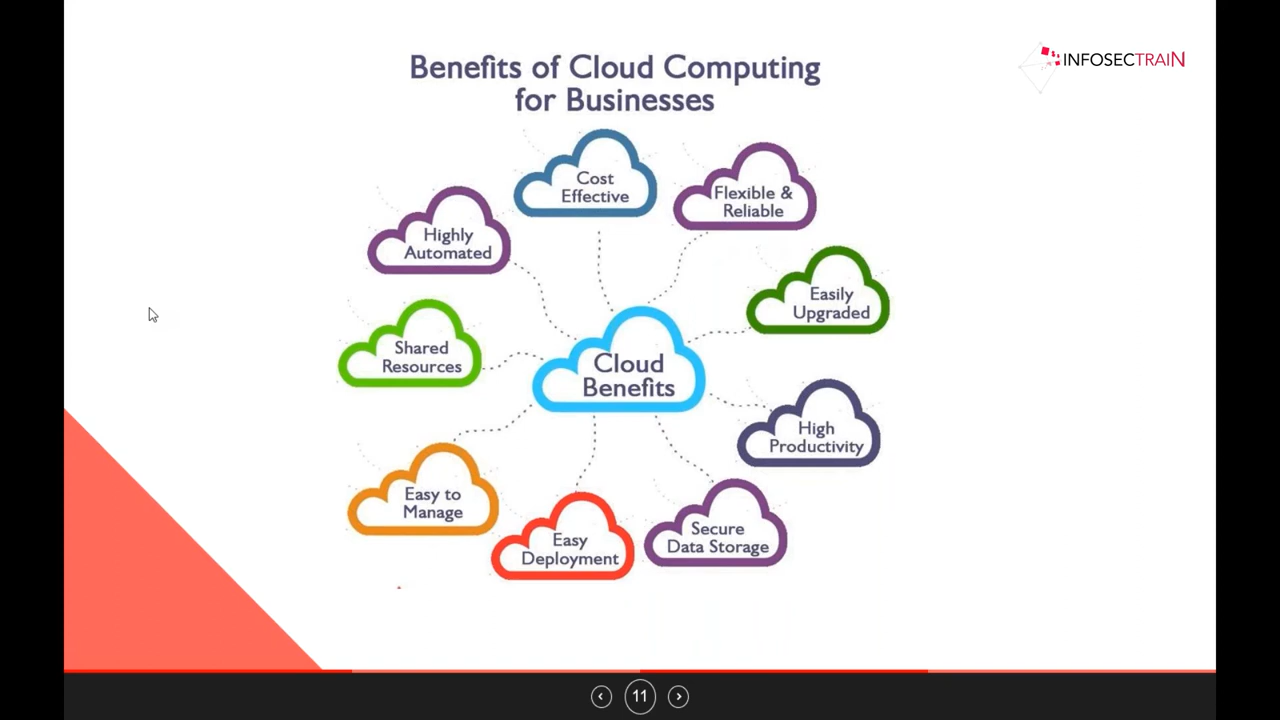 Benefits of Cloud Computing
for Businesses
INFOSECTRAIN
Cost
Effective
Flexible &
Reliable
Highly
Automated
Easily
Upgraded
Shared
Resources
Cloud
Benefits
High
Productivity
Easy to
Manage
Easy
Deployment
Secure
Data Storage
11